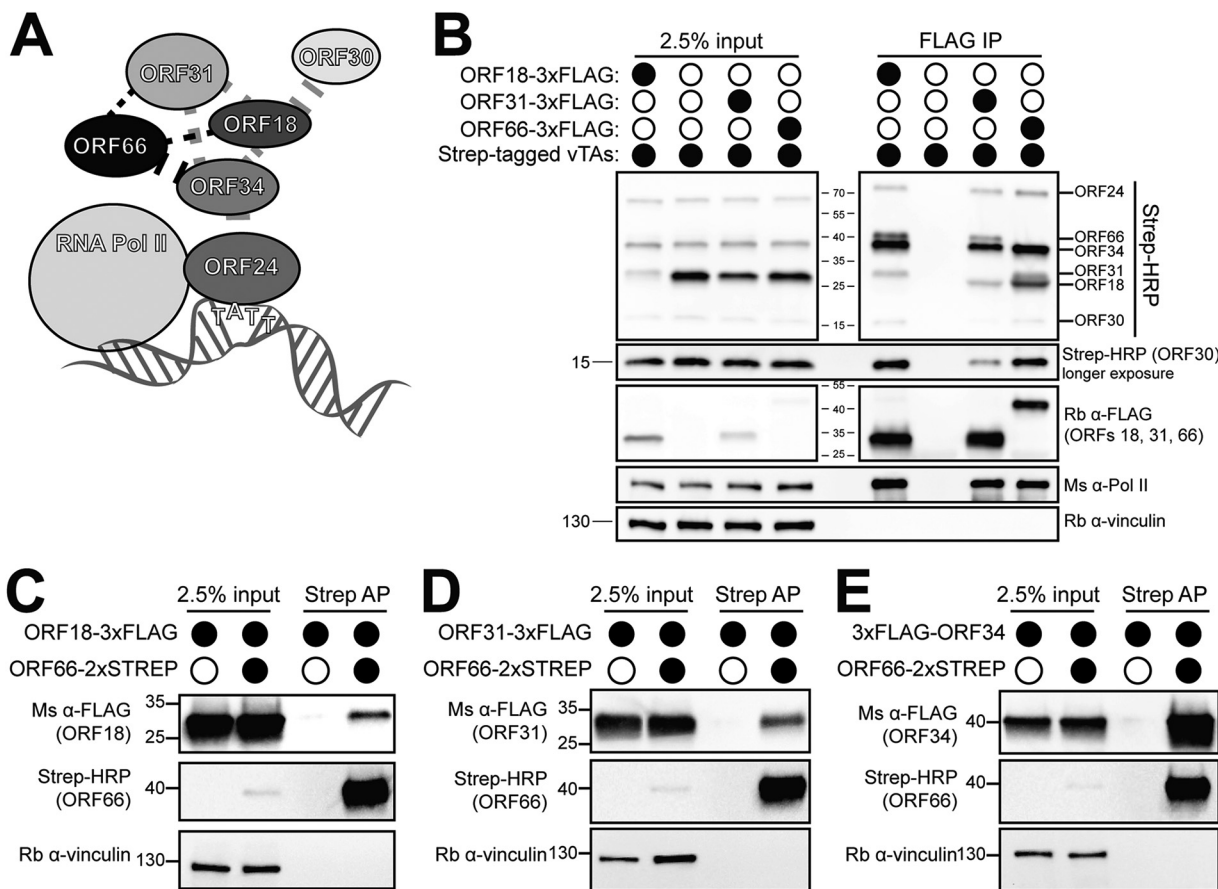 A
ORF31
ORF30
ORF18
ORF66
ORF34
RNA Pol II
ORF24
TATT
B
2.5% input
FLAG IP
ORF18-3xFLAG:
ORF31-3xFLAG:
ORF66-3xFLAG:
Strep-tagged vTAs:
- 70 -
- 55 -
- 40 -
- 35 -
- 25 -
- 15 -
ORF24
ORF66
ORF34
ORF31
ORF18
ORF30
Strep-HRP
15
Strep-HRP (ORF30)
longer exposure
- 55 -
- 40 -
- 35 -
- 25 -
Rb α-FLAG
(ORFs 18, 31, 66)
Ms α-Pol II
130
Rb α-vinculin
C
2.5% input
Strep AP
ORF18-3xFLAG
ORF66-2xSTREP
Ms α-FLAG
(ORF18)
35
25
Strep-HRP
(ORF66)
40
Rb α-vinculin
130
D
2.5% input
Strep AP
ORF31-3xFLAG
ORF66-2xSTREP
Ms α-FLAG
(ORF31)
35
25
Strep-HRP
(ORF66)
40
Rb α-vinculin
130
E
2.5% input
Strep AP
3xFLAG-ORF34
ORF66-2xSTREP
Ms α-FLAG
(ORF34)
40
Strep-HRP
(ORF66)
40
Rb α-vinculin
130